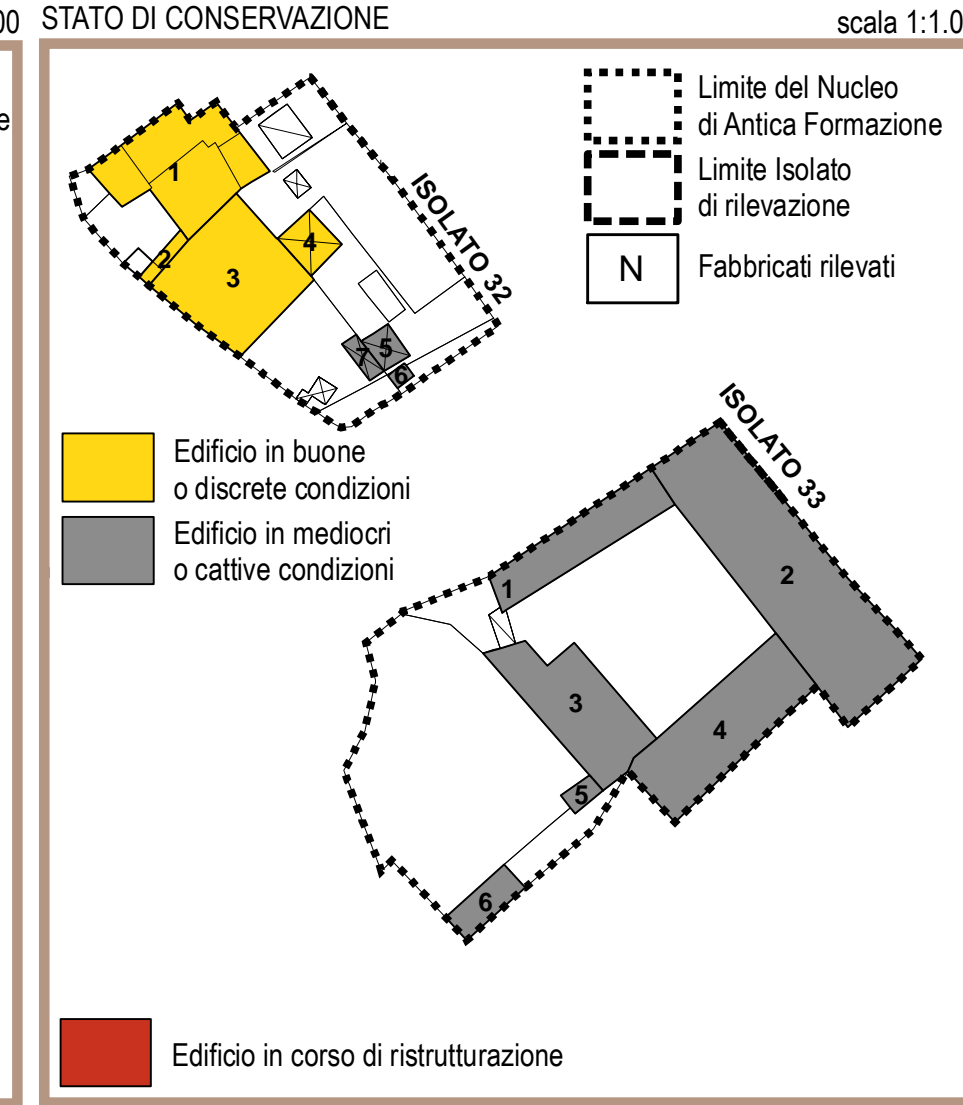 00 STATO DI CONSERVAZIONE scala 1:1.0
e
Limite del Nucleo
di Antica Formazione
Limite Isolato
di rilevazione
N Fabbricati rilevati
ISOLATO 32
1
2
3
4
5
7
6
Edificio in buone
o discrete condizioni
Edificio in mediocri
o cattive condizioni
ISOLATO 33
1
2
3
4
5
6
Edificio in corso di ristrutturazione